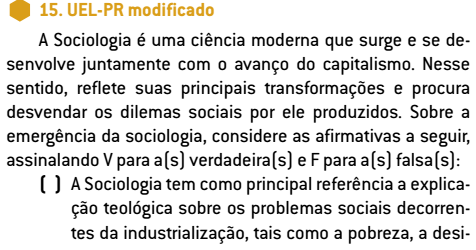 15. UEL-PR modificado
A Sociologia é uma ciência moderna que surge e se de-
senvolve juntamente com o avanço do capitalismo. Nesse
sentido, reflete suas principais transformações e procura
desvendar os dilemas sociais por ele produzidos. Sobre a
emergência da sociologia, considere as afirmativas a seguir,
assinalando V para a(s) verdadeira(s) e F para a(s) falsa(s):
( ) A Sociologia tem como principal referência a explica-
ção teológica sobre os problemas sociais decorren-
tes da industrialização, tais como a pobreza, a desi-